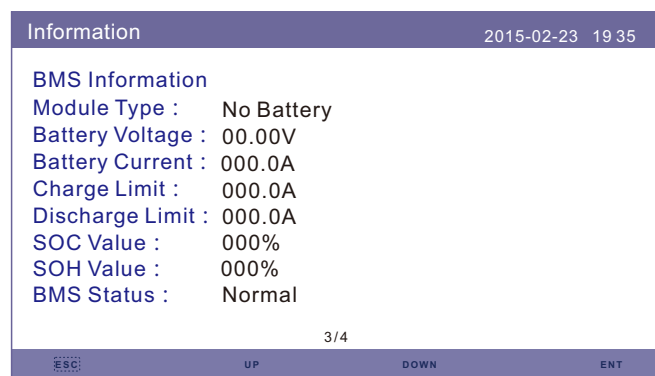 Information 2015-02-23 19 35
BMS Information
Module Type : No Battery
Battery Voltage : 00.00V
Battery Current : 000.0A
Charge Limit : 000.0A
Discharge Limit : 000.0A
SOC Value : 000%
SOH Value : 000%
BMS Status : Normal
3/4
ESC UP DOWN ENT